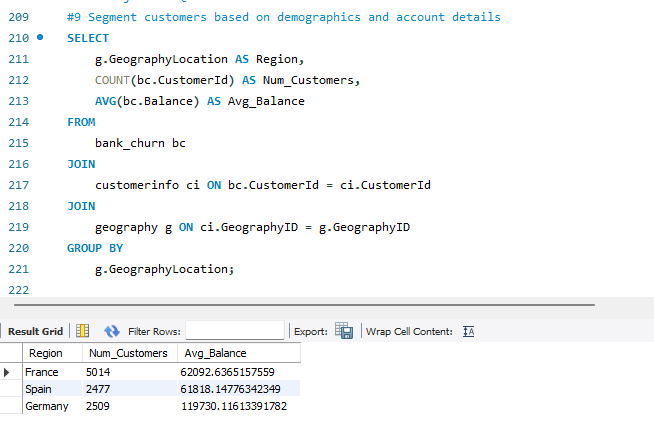 209 #9 Segment customers based on demographics and account details
210 SELECT
211 g.GeographyLocation AS Region,
212 COUNT(bc.CustomerId) AS Num_Customers,
213 AVG(bc.Balance) AS Avg_Balance
214 FROM
215 bank_churn bc
216 JOIN
217 customerinfo ci ON bc.CustomerId = ci.CustomerId
218 JOIN
219 geography g ON ci.GeographyID = g.GeographyID
220 GROUP BY
221 g.GeographyLocation;
222
Result Grid Filter Rows: Export: Wrap Cell Content: IA
Region Num_Customers Avg_Balance
France 5014 62092.6365157559
Spain 2477 61818.14776342349
Germany 2509 119730.11613391782